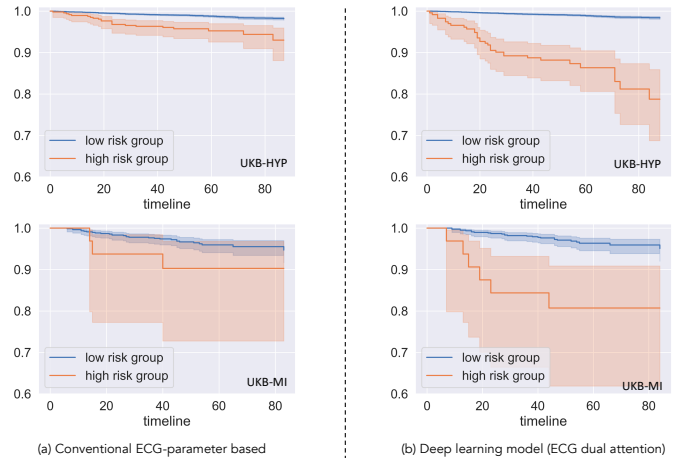 1.0
0.9
0.8
0.7
0.6
low risk group
high risk group
UKB-HYP
0 20 40 60 80
timeline
1.0
0.9
0.8
0.7
0.6
low risk group
high risk group
UKB-HYP
0 20 40 60 80
timeline
1.0
0.9
0.8
0.7
0.6
low risk group
high risk group
UKB-MI
0 20 40 60 80
timeline
1.0
0.9
0.8
0.7
0.6
low risk group
high risk group
UKB-MI
0 20 40 60 80
timeline
(a) Conventional ECG-parameter based
(b) Deep learning model (ECG dual attention)